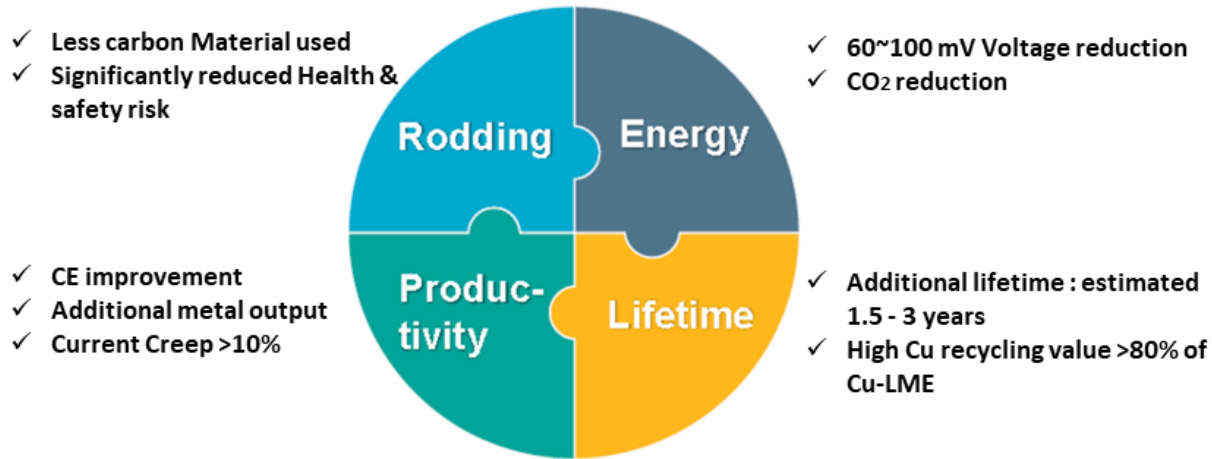 ✓ Less carbon Material used
✓ Significantly reduced Health &
safety risk
Rodding
Energy
✓ 60~100 mV Voltage reduction
✓ CO2 reduction
✓ CE improvement
✓ Additional metal output
✓ Current Creep >10%
Produc-
tivity
Lifetime
✓ Additional lifetime : estimated
1.5 - 3 years
✓ High Cu recycling value >80% of
Cu-LME